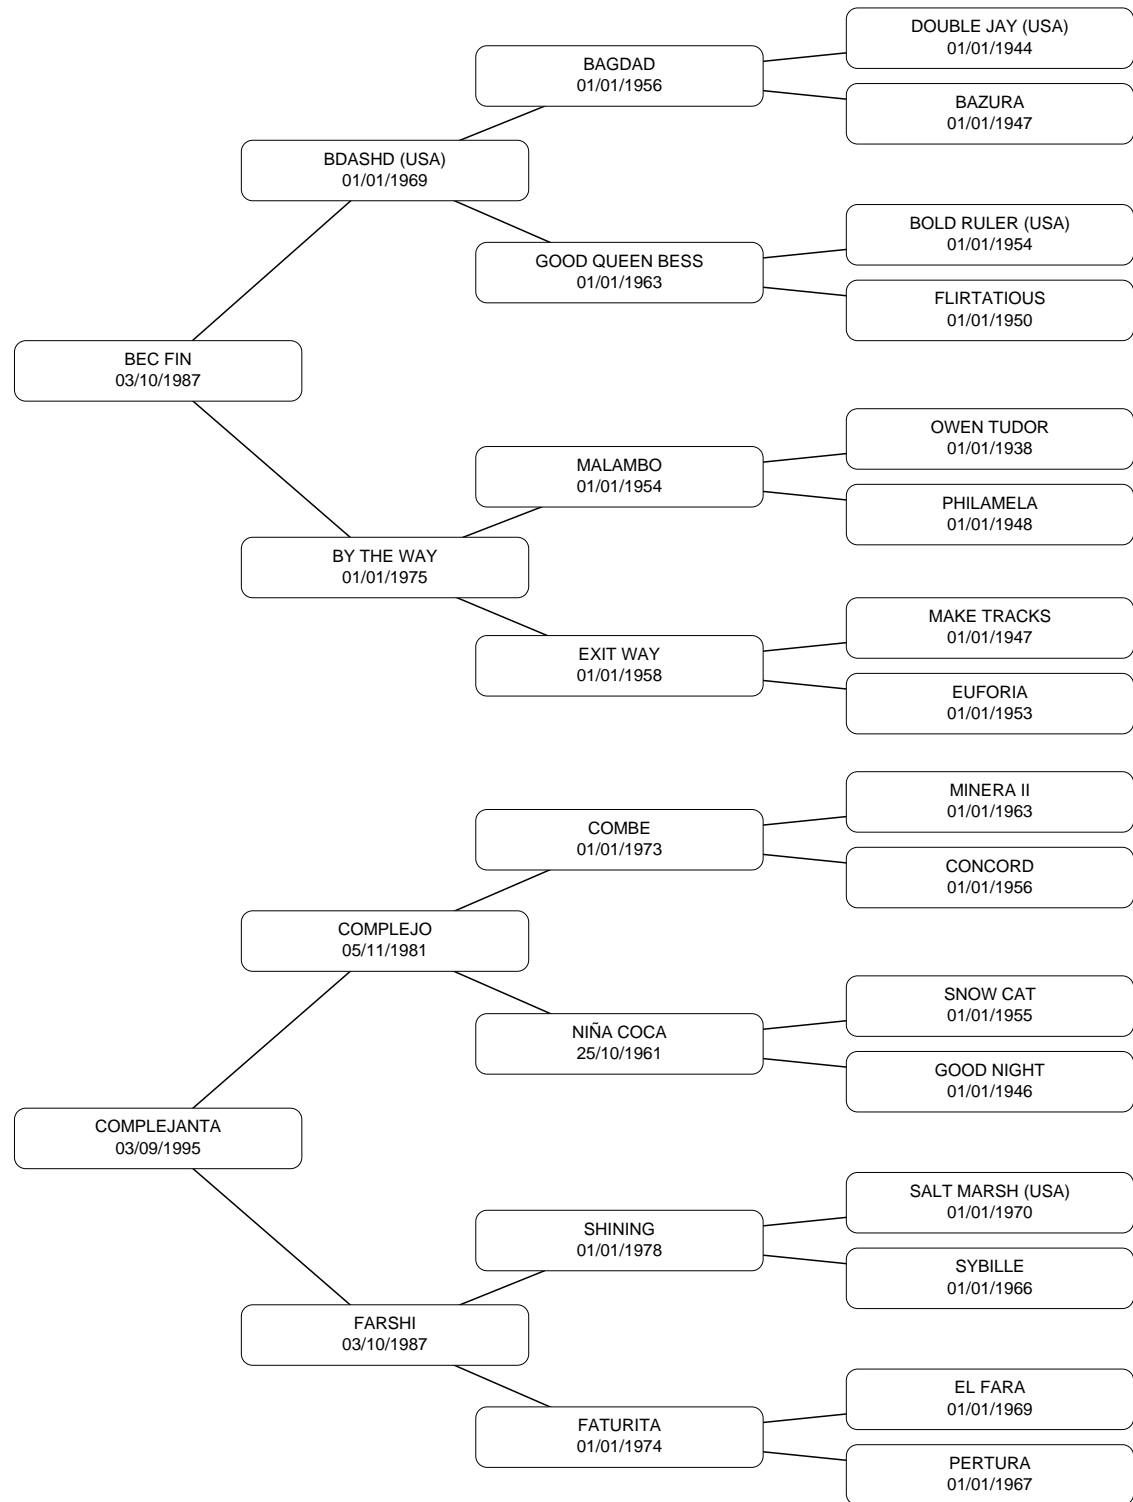 DOUBLE JAY (USA)
01/01/1944
BAGDAD
01/01/1956
BAZURA
01/01/1947
BDASHD (USA)
01/01/1969
BOLD RULER (USA)
01/01/1954
GOOD QUEEN BESS
01/01/1963
FLIRTATIOUS
01/01/1950
BEC FIN
03/10/1987
OWEN TUDOR
01/01/1938
MALAMBO
01/01/1954
PHILAMELA
01/01/1948
BY THE WAY
01/01/1975
MAKE TRACKS
01/01/1947
EXIT WAY
01/01/1958
EUFORIA
01/01/1953
MINERA II
01/01/1963
COMBE
01/01/1973
CONCORD
01/01/1956
COMPLEJO
05/11/1981
SNOW CAT
01/01/1955
NIÑA COCA
25/10/1961
GOOD NIGHT
01/01/1946
COMPLEJANTA
03/09/1995
SALT MARSH (USA)
01/01/1970
SHINING
01/01/1978
SYBILLE
01/01/1966
FARSHI
03/10/1987
EL FARA
01/01/1969
FATURITA
01/01/1974
PERTURA
01/01/1967